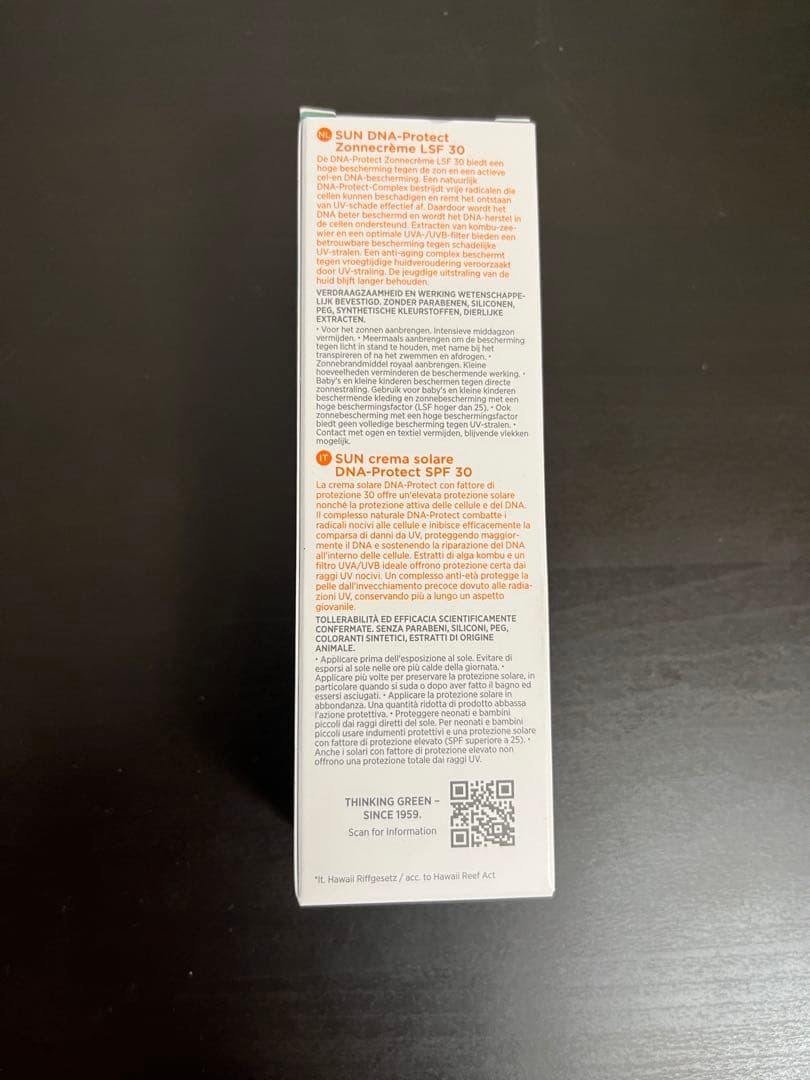 NL SUN DNA-Protect
Zonnecrème LSF 30
De DNA-Protect Zonnecrème LSF 30 biedt een
hoge bescherming tegen de zon en een actieve
cel-en DNA-bescherming. Een natuurlijk
DNA-Protect-Complex bestrijdt vrije radicalen die
cellen kunnen beschadigen en remt het ontstaan
van UV-schade effectief af. Daardoor wordt het
DNA beter beschermd en wordt het DNA-herstel in
de cellen ondersteund. Extracten van kombu-zee-
wier en een optimale UVA-/UVB-filter bieden een
betrouwbare bescherming tegen schadelijke
UV-stralen. Een anti-aging complex beschermt
tegen vroegtijdige huidveroudering veroorzaakt
door UV-straling. De jeugdige uitstraling van de
huid blijft langer behouden.
VERDRAAGZAAMHEID EN WERKING WETENSCHAPPE-
LIJK BEVESTIGD. ZONDER PARABENEN, SILICONEN,
PEG, SYNTHETISCHE KLEURSTOFFEN, DIERLIJKE
EXTRACTEN.
• Voor het zonnen aanbrengen. Intensieve middagzon
vermijden. • Meermaals aanbrengen om de bescherming
tegen licht in stand te houden, met name bij het
transpireren of na het zwemmen en afdrogen. •
Zonnebrandmiddel royaal aanbrengen. Kleine
hoeveelheden verminderen de beschermende werking. •
Baby's en kleine kinderen beschermen tegen directe
zonnestraling. Gebruik voor baby's en kleine kinderen
beschermende kleding en zonnebescherming met een
hoge beschermingsfactor (LSF hoger dan 25). • Ook
zonnebescherming met een hoge beschermingsfactor
biedt geen volledige bescherming tegen UV-stralen. •
Contact met ogen en textiel vermijden, blijvende vlekken
mogelijk.
IT SUN crema solare
DNA-Protect SPF 30
La crema solare DNA-Protect con fattore di
protezione 30 offre un'elevata protezione solare
nonché la protezione attiva delle cellule e del DNA.
Il complesso naturale DNA-Protect combatte i
radicali nocivi alle cellule e inibisce efficacemente la
comparsa di danni da UV, proteggendo maggior-
mente il DNA e sostenendo la riparazione del DNA
all'interno delle cellule. Estratti di alga kombu e un
filtro UVA/UVB ideale offrono protezione certa dai
raggi UV nocivi. Un complesso anti-età protegge la
pelle dall'invecchiamento precoce dovuto alle radia-
zioni UV, conservando più a lungo un aspetto
giovanile.
TOLLERABILITÀ ED EFFICACIA SCIENTIFICAMENTE
CONFERMATE. SENZA PARABENI, SILICONI, PEG,
COLORANTI SINTETICI, ESTRATTI DI ORIGINE
ANIMALE.
• Applicare prima dell'esposizione al sole. Evitare di
esporsi al sole nelle ore più calde della giornata. •
Applicare più volte per preservare la protezione solare, in
particolare quando si suda o dopo aver fatto il bagno ed
essersi asciugati. • Applicare la protezione solare in
abbondanza. Una quantità ridotta di prodotto abbassa
l'azione protettiva. • Proteggere neonati e bambini
piccoli dai raggi diretti del sole. Per neonati e bambini
piccoli usare indumenti protettivi e una protezione solare
con fattore di protezione elevato (SPF superiore a 25). •
Anche i solari con fattore di protezione elevato non
offrono una protezione totale dai raggi UV.
THINKING GREEN –
SINCE 1959.
Scan for information
*lt. Hawaii Riffgesetz / acc. to Hawaii Reef Act